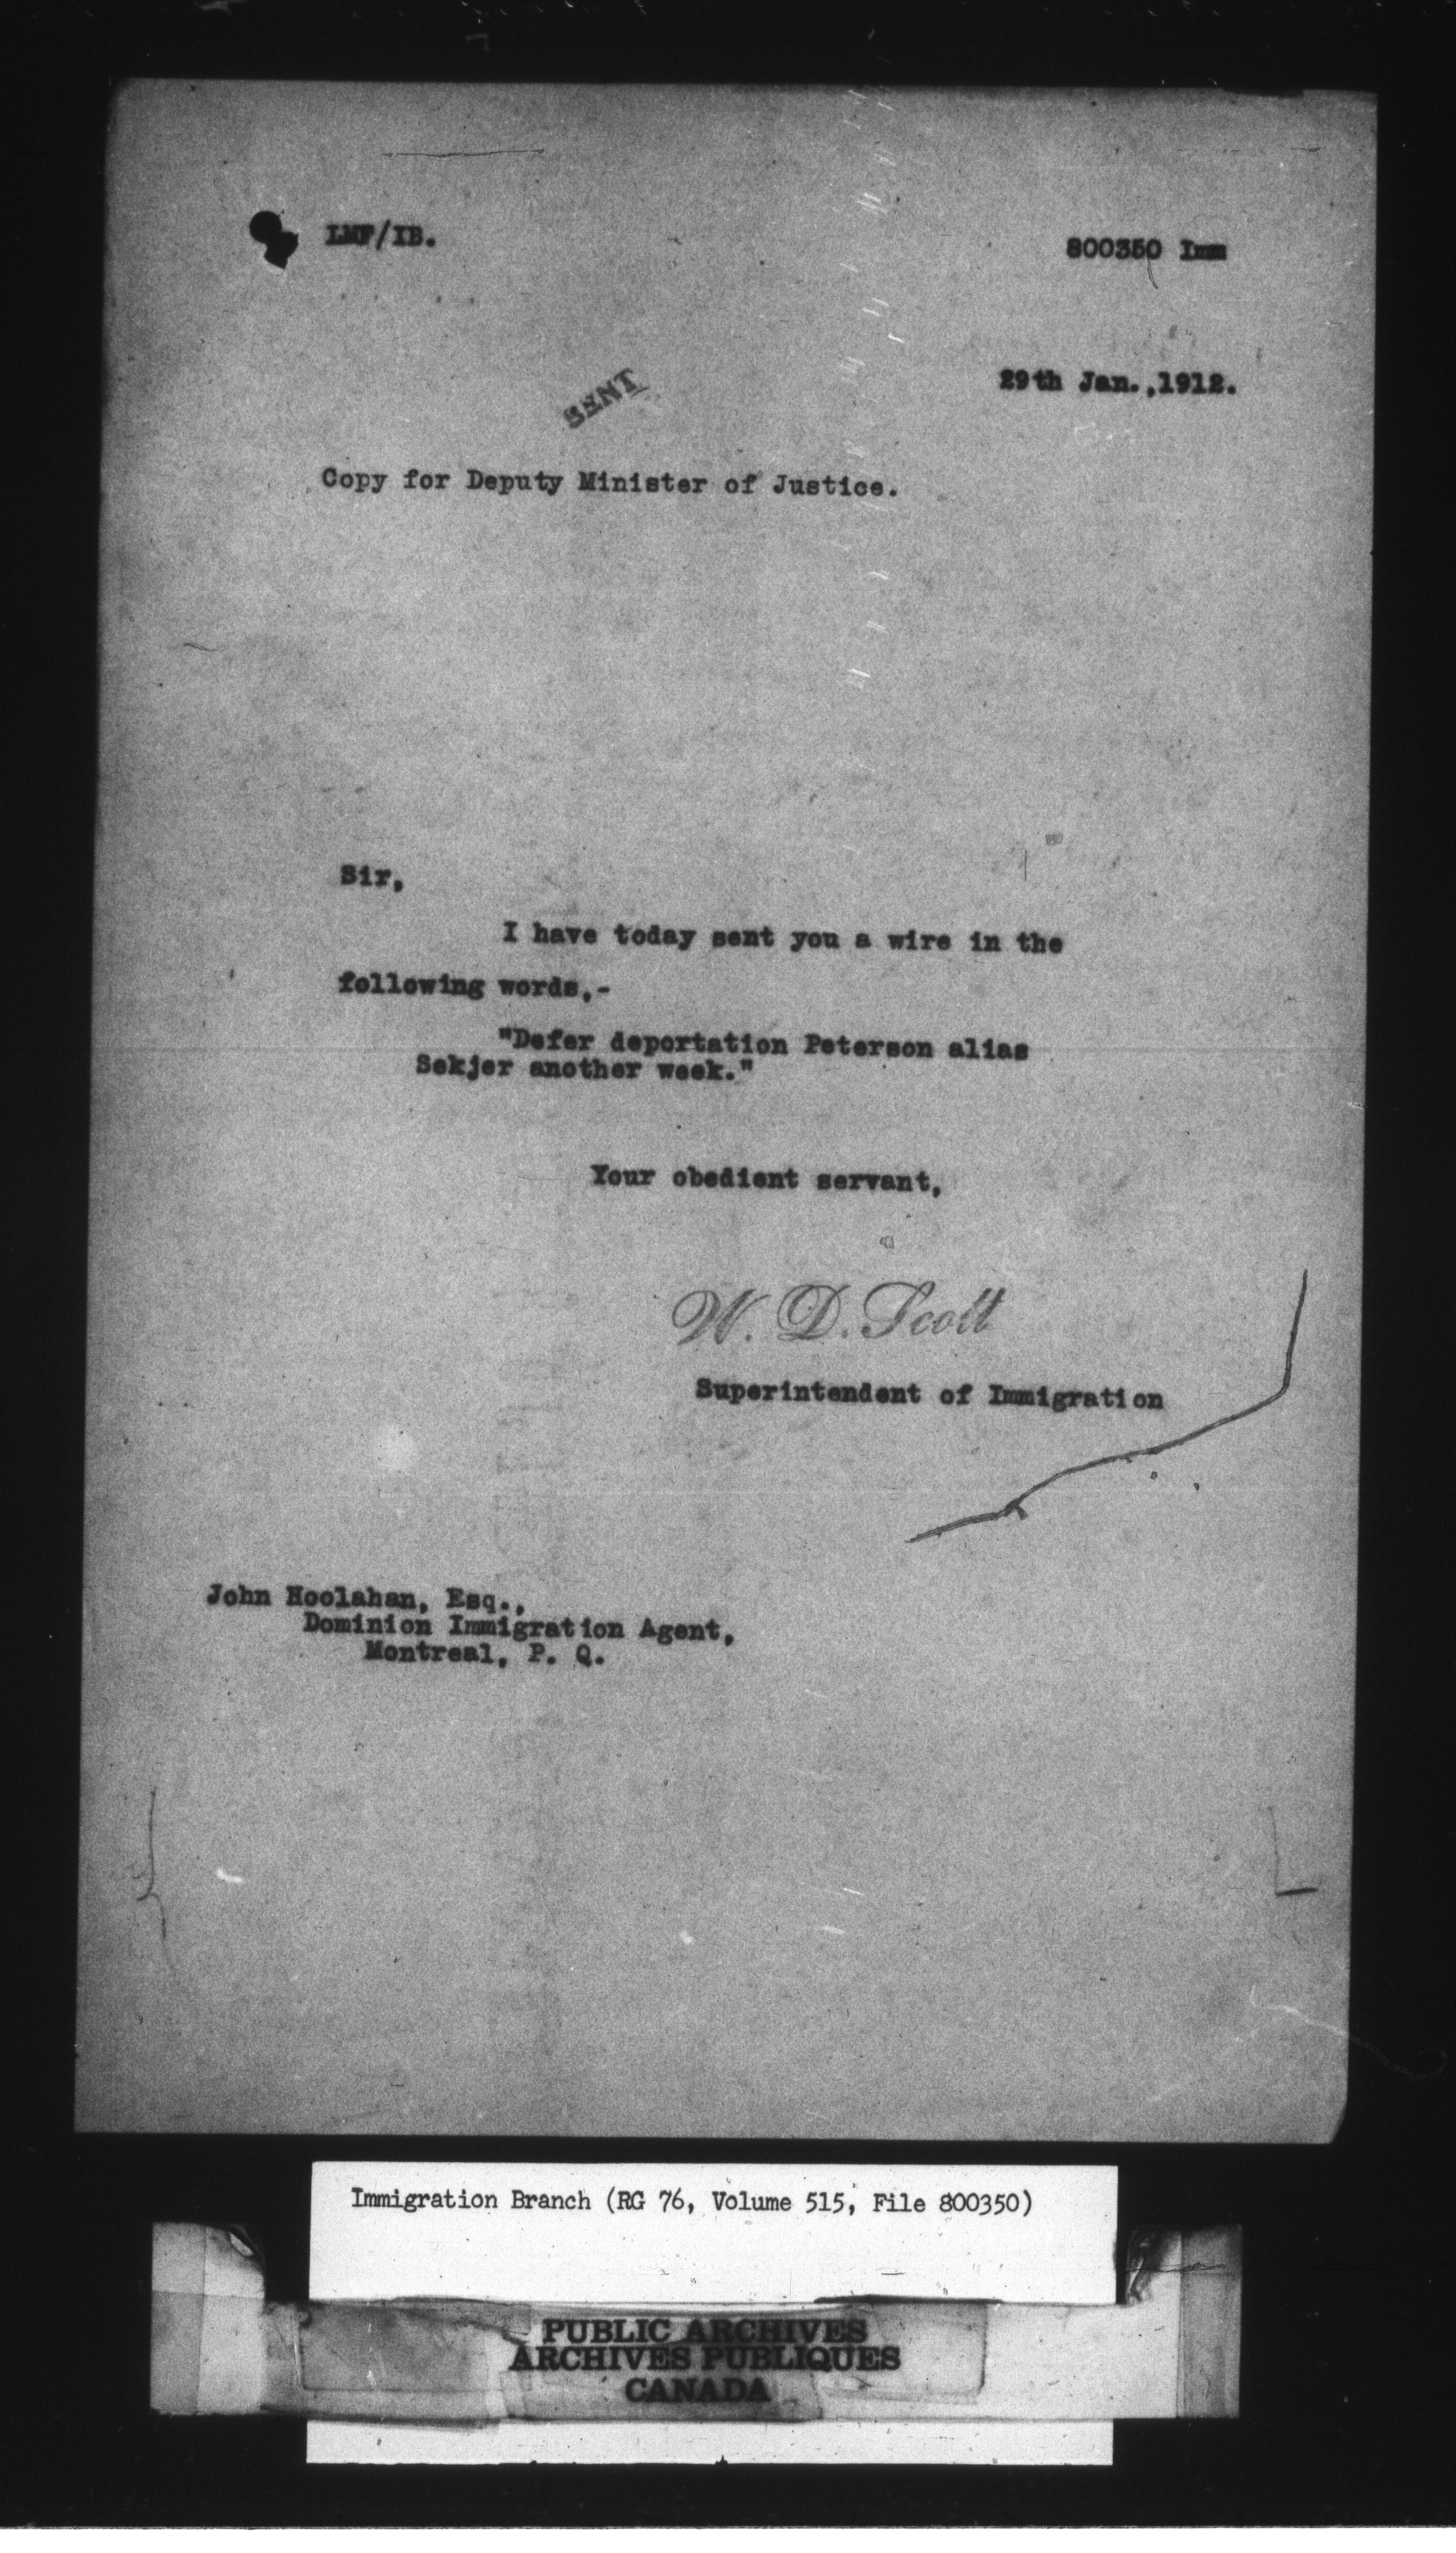 LMF/IB.
800350 Imm
29th Jan.,1912.
SENT
Copy for Deputy Minister of Justice.
Sir,
I have today sent you a wire in the
following words,-
"Defer deportation Peterson alias
Sekjer another week."
Your obedient servant,
W. D. Scott
Superintendent of Immigration
John Hoolahan, Esq.,
Dominion Immigration Agent,
Montreal, P. Q.
Immigration Branch (RG 76, Volume 515, File 800350)
PUBLIC ARCHIVES
ARCHIVES PUBLIQUES
CANADA